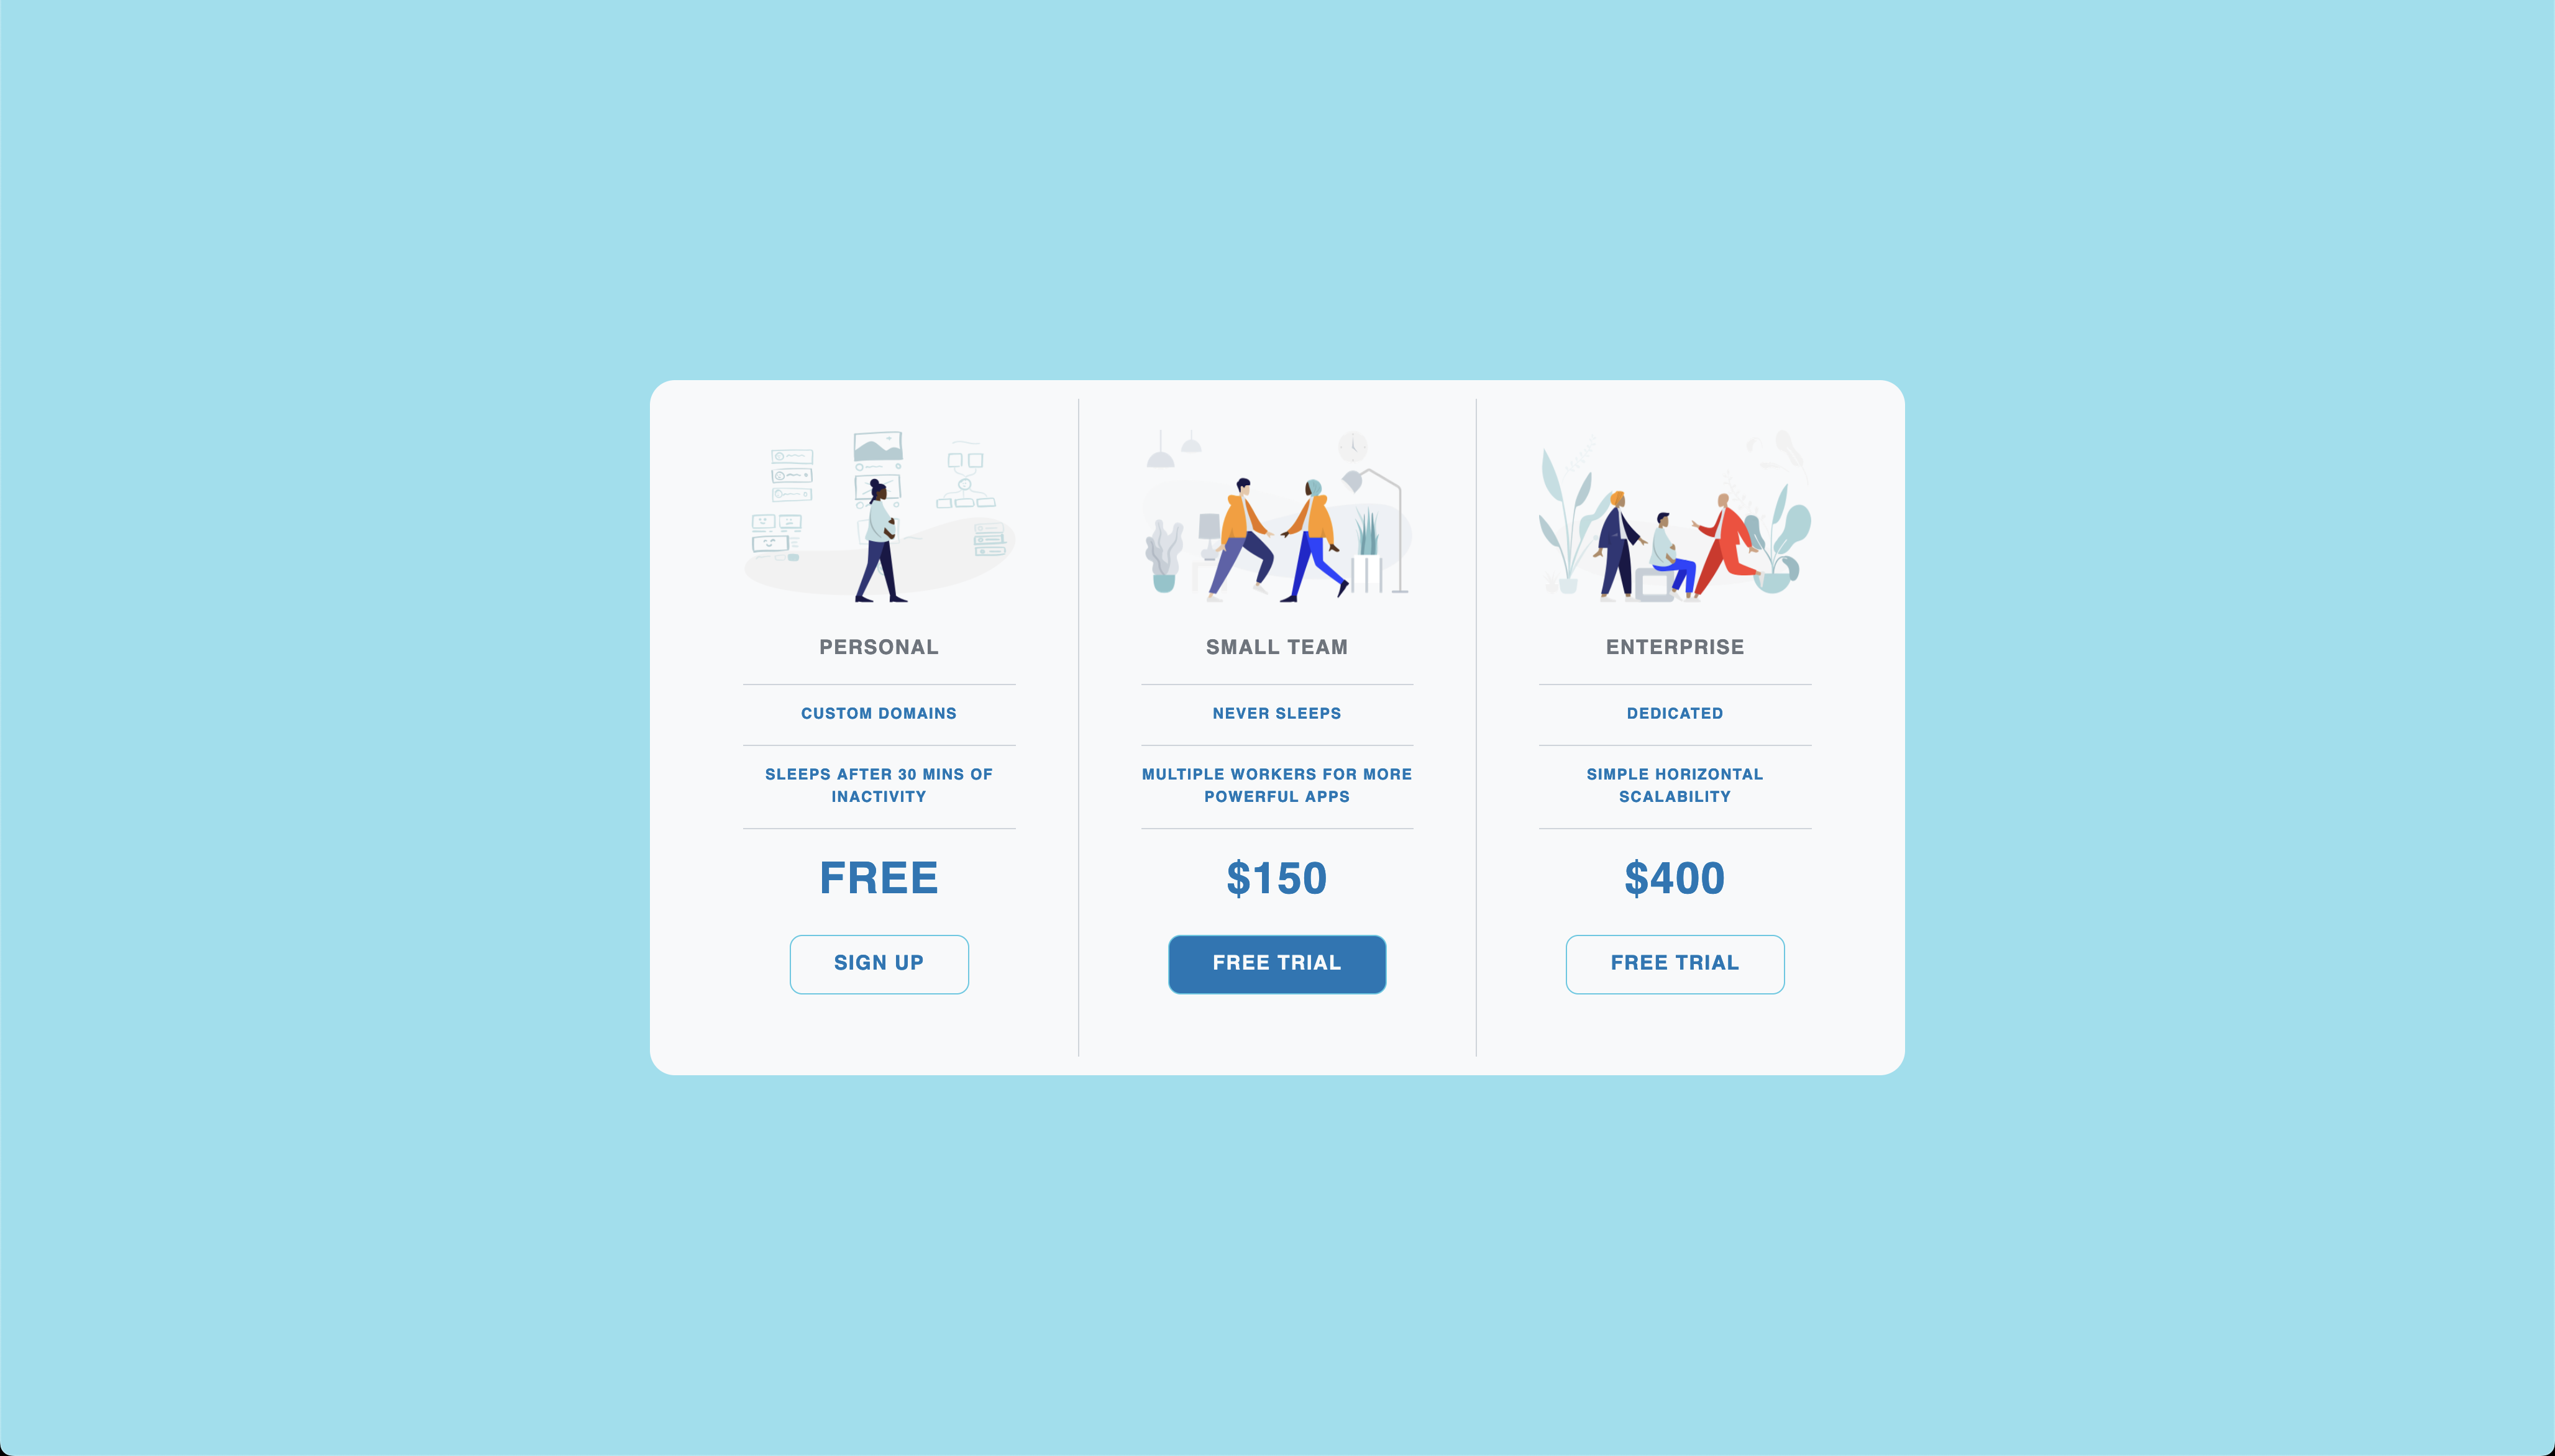 PERSONAL
CUSTOM DOMAINS
SLEEPS AFTER 30 MINS OF
INACTIVITY
FREE
SIGN UP
SMALL TEAM
NEVER SLEEPS
MULTIPLE WORKERS FOR MORE
POWERFUL APPS
$150
FREE TRIAL
ENTERPRISE
DEDICATED
SIMPLE HORIZONTAL
SCALABILITY
$400
FREE TRIAL